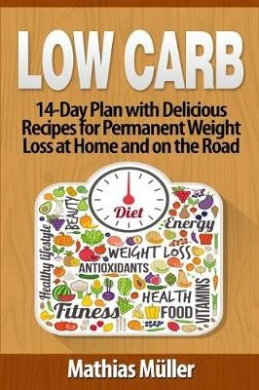 LOW CARB
14-Day Plan with Delicious
Recipes for Permanent Weight
Loss at Home and on the Road
Diet
Healthy lifestyle
BEAUTY
Energy
WEIGHT LOSS
ANTIOXIDANTS
HEALTH
FOOD
VITAMINS
Fitness
Mathias Müller